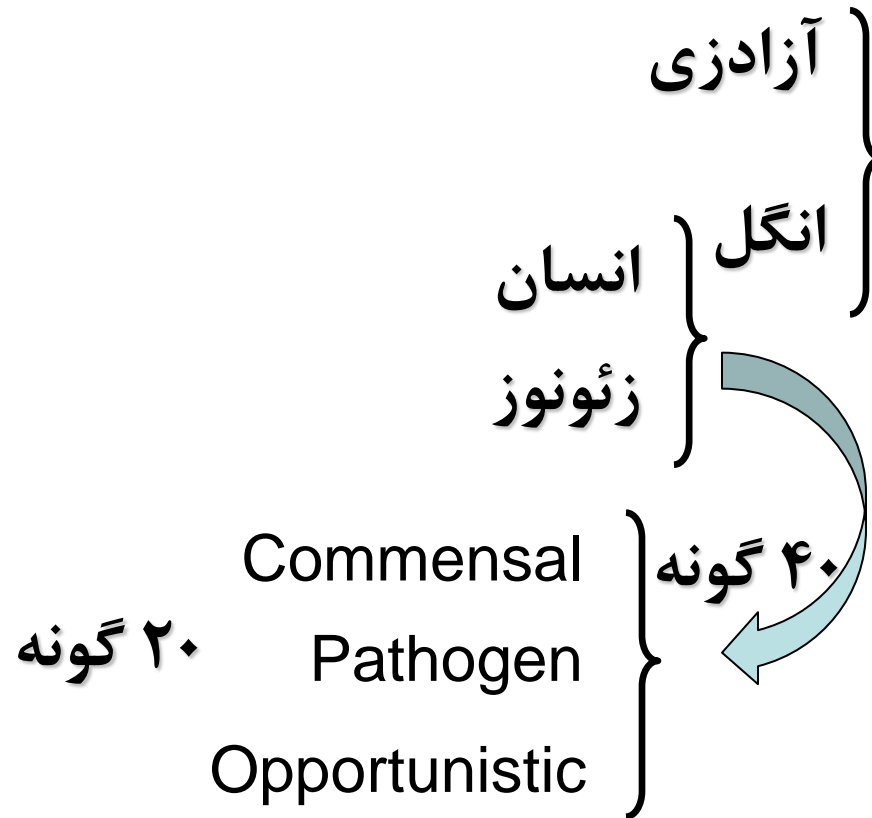 آزادزی
انگل
انسان
زئونوز
۴۰ گونه
Commensal
Pathogen
۲۰ گونه
Opportunistic